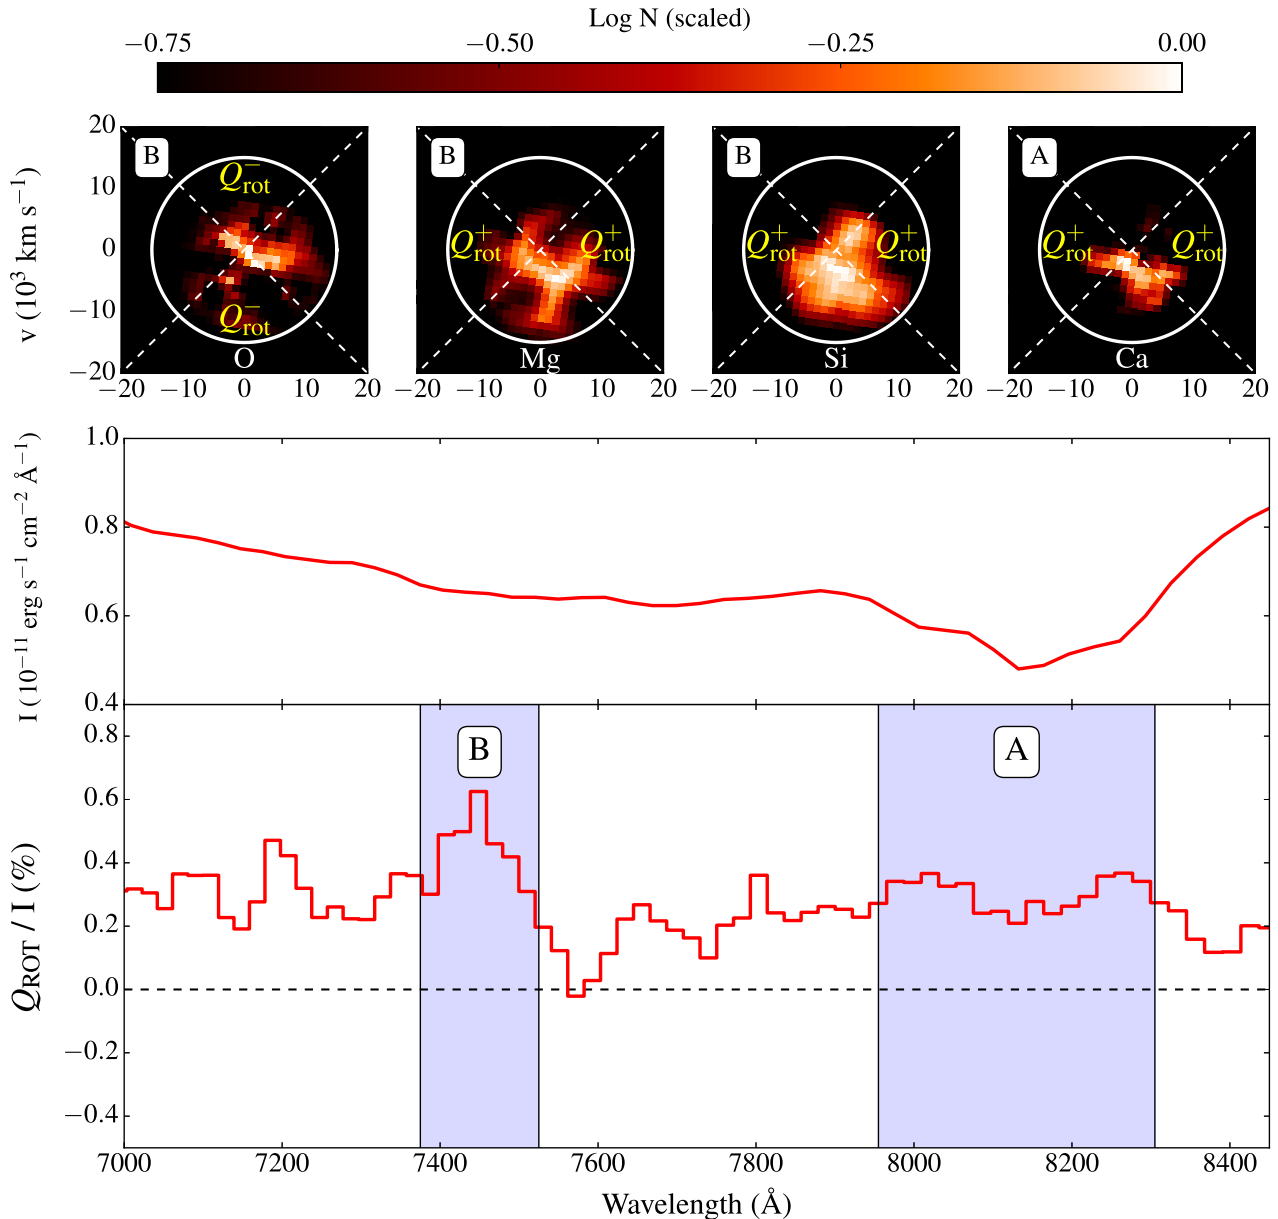 Log N (scaled)
−0.75 −0.50 −0.25 0.00
20 10 0 −10 −20
v (10³ km s⁻¹)
B B B A
Q⁻rot
Q⁺rot Q⁺rot Q⁺rot Q⁺rot Q⁺rot Q⁺rot
Q⁻rot
O Mg Si Ca
−20 −10 0 10 20 −20 −10 0 10 20 −20 −10 0 10 20 −20 −10 0 10 20
I (10⁻¹¹ erg s⁻¹ cm⁻² Å⁻¹)
1.0
0.8
0.6
0.4
B A
Q_ROT / I (%)
0.8
0.6
0.4
0.2
0.0
−0.2
−0.4
7000 7200 7400 7600 7800 8000 8200 8400
Wavelength (Å)